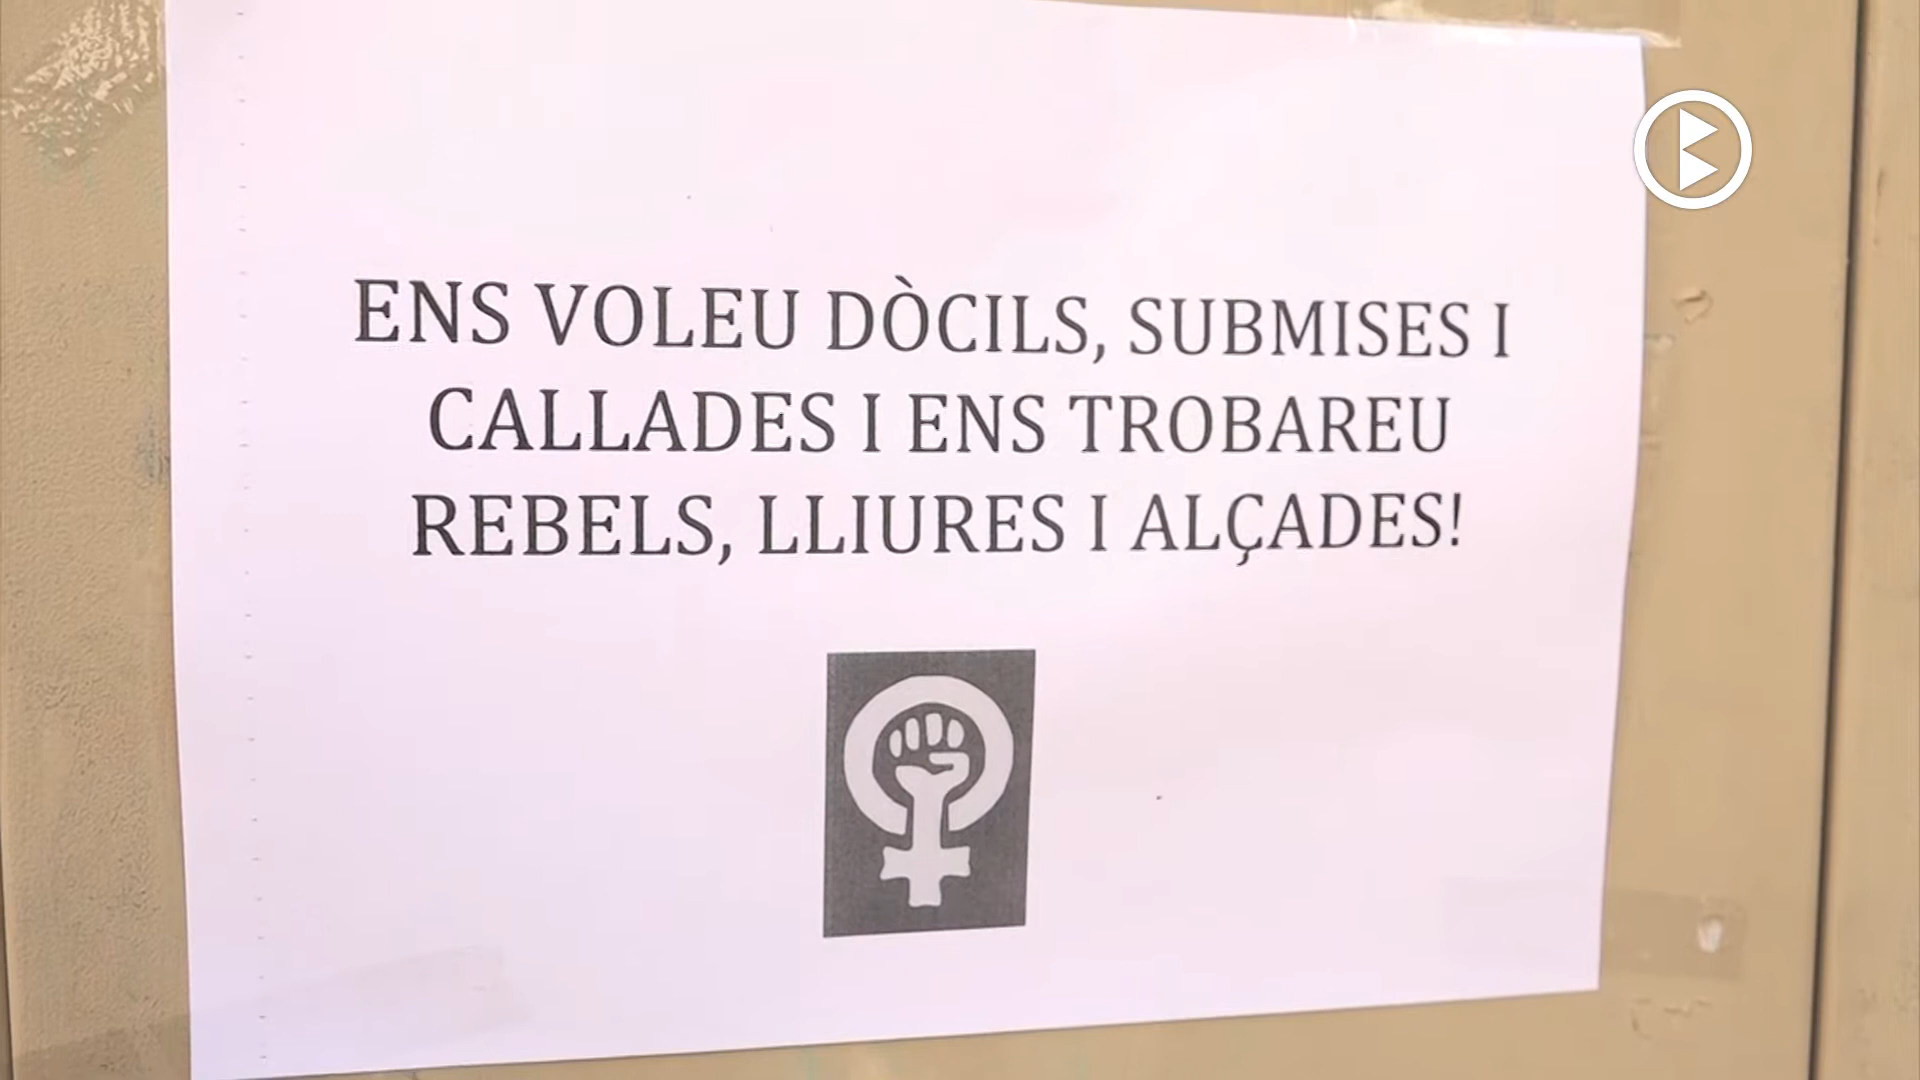 ENS VOLEU DÒCILS, SUBMISES I
CALLADES I ENS TROBAREU
REBELS, LLIURES I ALÇADES!